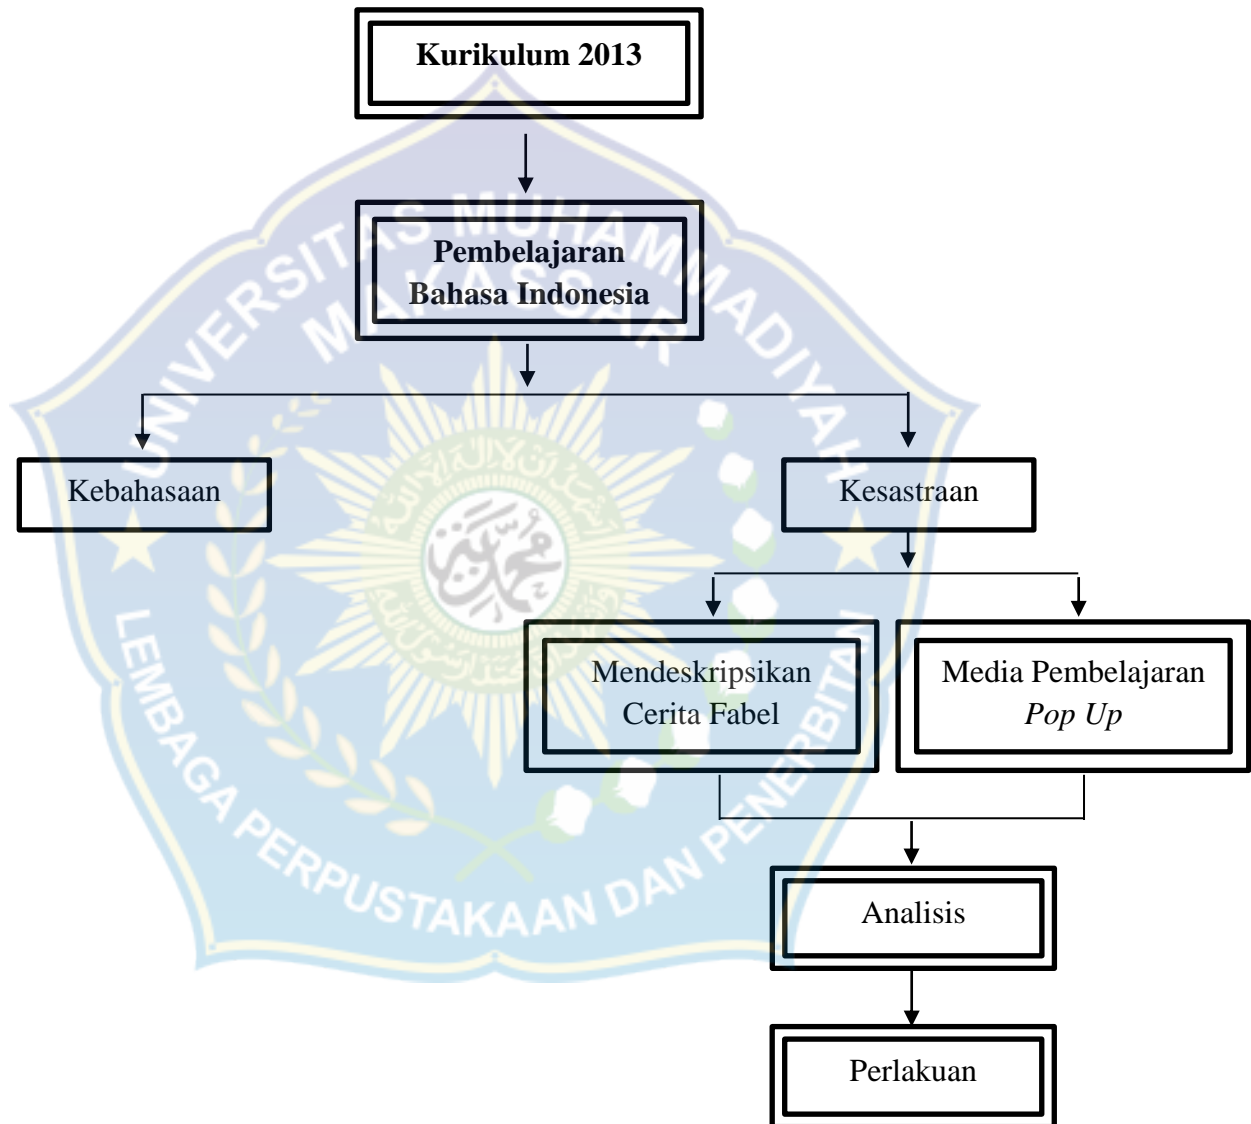 Kurikulum 2013
UNIVERSITAS MUHAMMADIYAH
MAKASSAR
Pembelajaran
Bahasa Indonesia
Kebahasaan
Kesastraan
محمد
Mendeskripsikan
Cerita Fabel
Media Pembelajaran
Pop Up
LEMBAGA PERPUSTAKAAN DAN PENERBITAN
Analisis
Perlakuan